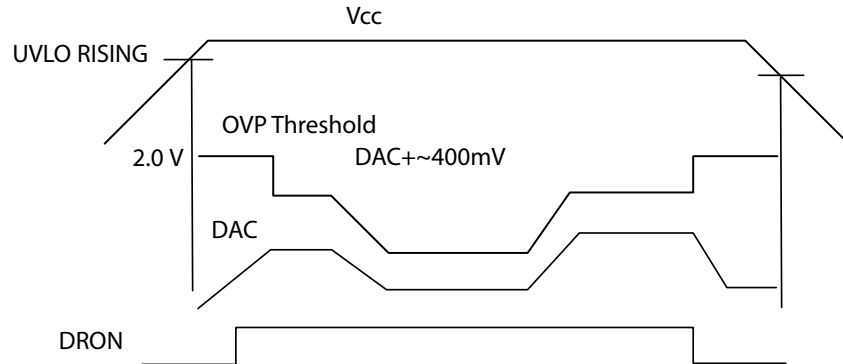 Vcc
UVLO RISING
OVP Threshold
2.0 V
DAC+~400mV
DAC
DRON